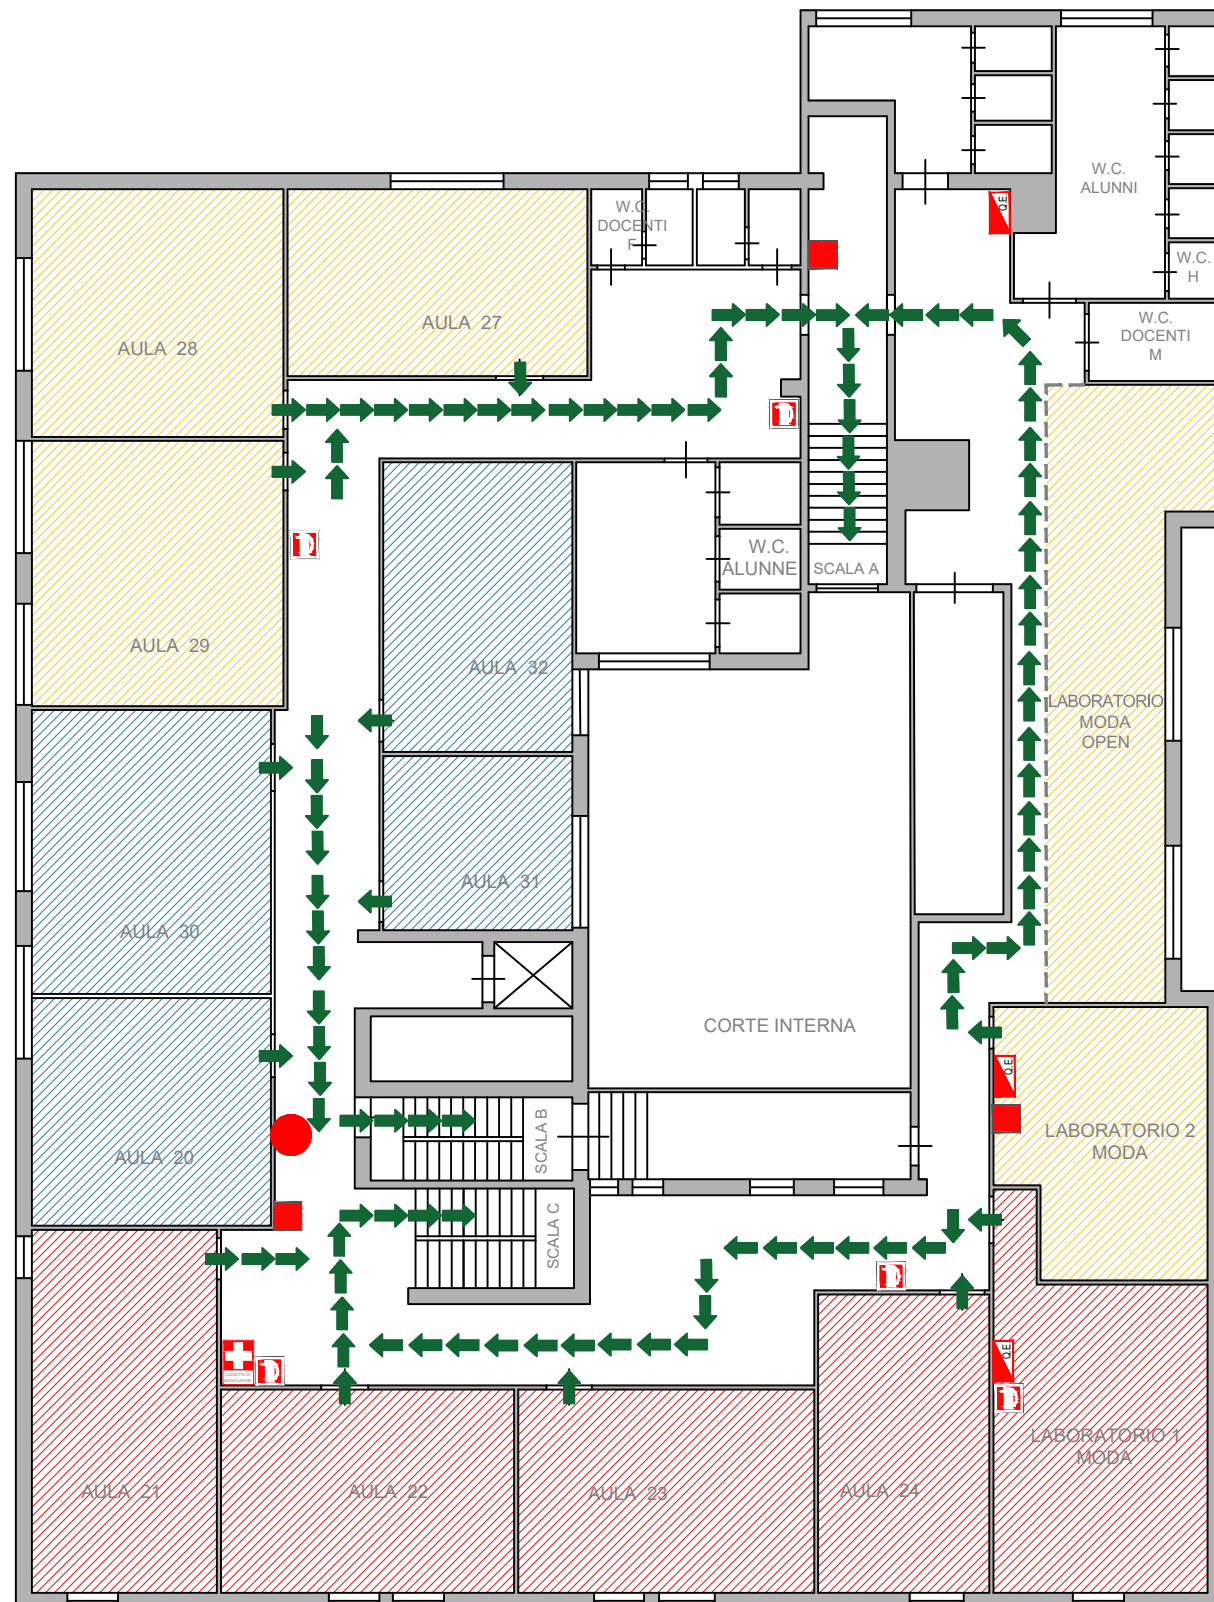 W.C.
ALUNNI
Q.E
W.C.
DOCENTI
F
W.C.
H
W.C.
DOCENTI
M
AULA 27
AULA 28
W.C.
ALUNNE
SCALA A
AULA 29
AULA 32
LABORATORIO
MODA
OPEN
AULA 31
AULA 30
CORTE INTERNA
Q.E
SCALA B
LABORATORIO 2
MODA
AULA 20
SCALA C
Q.E
LABORATORIO 1
MODA
AULA 21
AULA 22
AULA 23
AULA 24